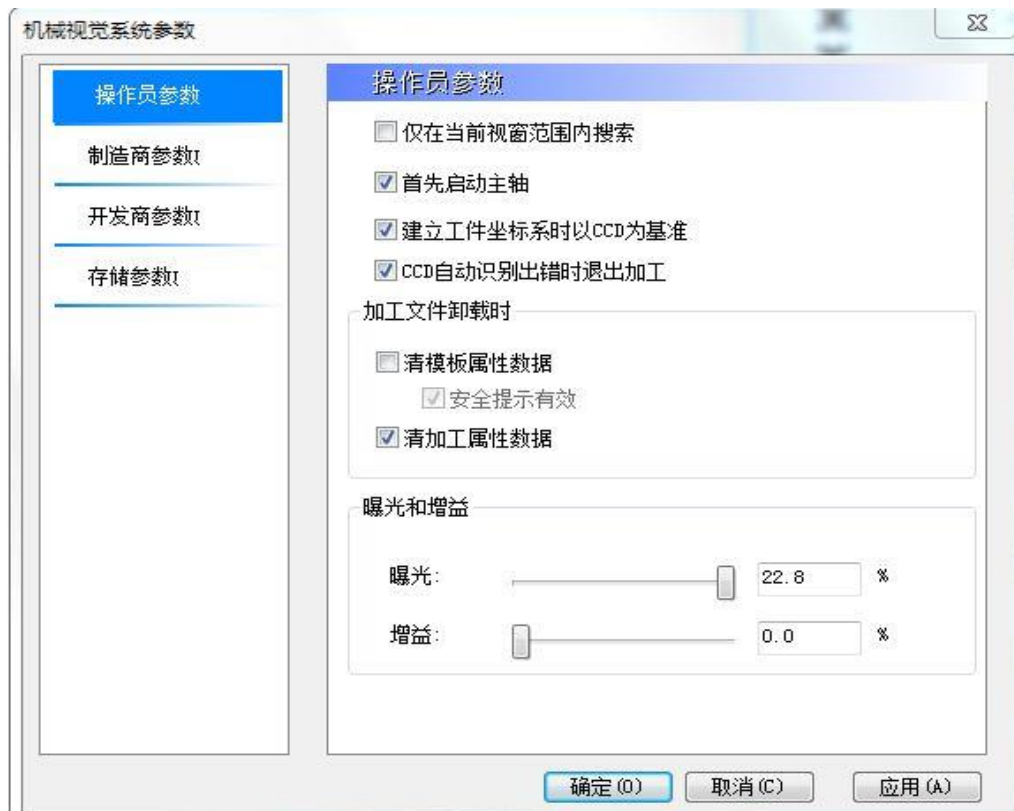 机械视觉系统参数
操作员参数
制造商参数I
开发商参数I
存储参数I
操作员参数
仅在当前视窗范围内搜索
首先启动主轴
建立工件坐标系时以CCD为基准
CCD自动识别出错时退出加工
加工文件卸载时
清模板属性数据
安全提示有效
清加工属性数据
曝光和增益
曝光: 22.8 %
增益: 0.0 %
确定(O) 取消(C) 应用(A)